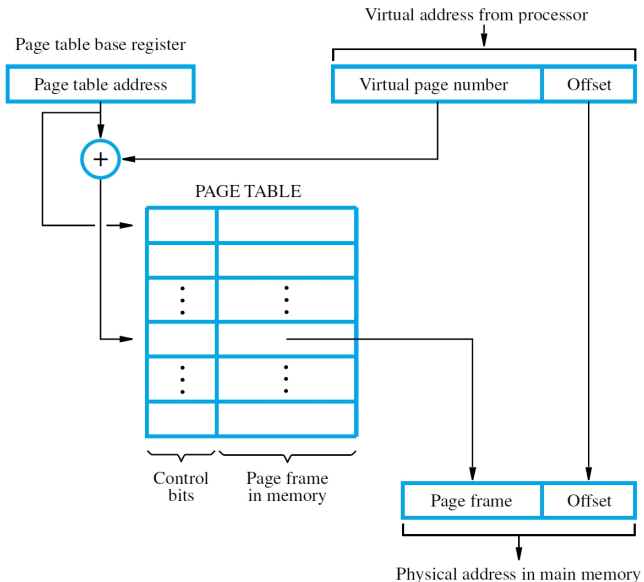 Virtual address from processor
Page table base register
Page table address
Virtual page number
Offset
+
PAGE TABLE
Control
bits
Page frame
in memory
Page frame
Offset
Physical address in main memory